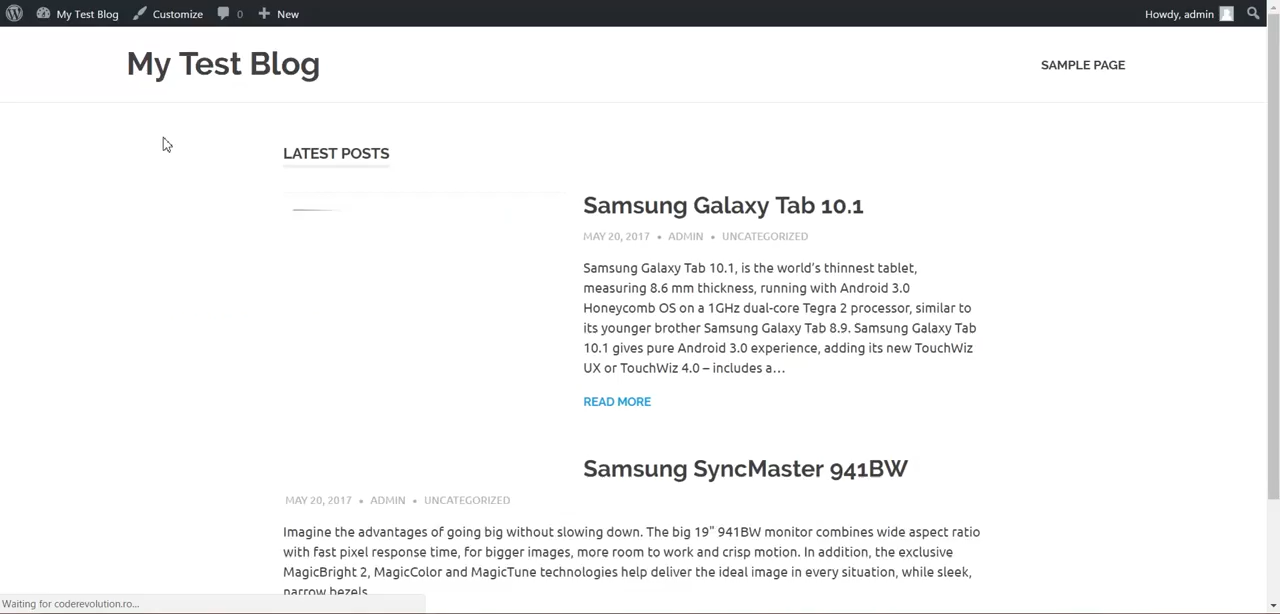 My Test Blog Customize 0 New Howdy, admin
My Test Blog
SAMPLE PAGE
LATEST POSTS
Samsung Galaxy Tab 10.1
MAY 20, 2017 • ADMIN • UNCATEGORIZED
Samsung Galaxy Tab 10.1, is the world's thinnest tablet,
measuring 8.6 mm thickness, running with Android 3.0
Honeycomb OS on a 1GHz dual-core Tegra 2 processor, similar to
its younger brother Samsung Galaxy Tab 8.9. Samsung Galaxy Tab
10.1 gives pure Android 3.0 experience, adding its new TouchWiz
UX or TouchWiz 4.0 – includes a…
READ MORE
Samsung SyncMaster 941BW
MAY 20, 2017 • ADMIN • UNCATEGORIZED
Imagine the advantages of going big without slowing down. The big 19" 941BW monitor combines wide aspect ratio
with fast pixel response time, for bigger images, more room to work and crisp motion. In addition, the exclusive
MagicBright 2, MagicColor and MagicTune technologies help deliver the ideal image in every situation, while sleek,
narrow bezels
Waiting for coderevolution.ro...